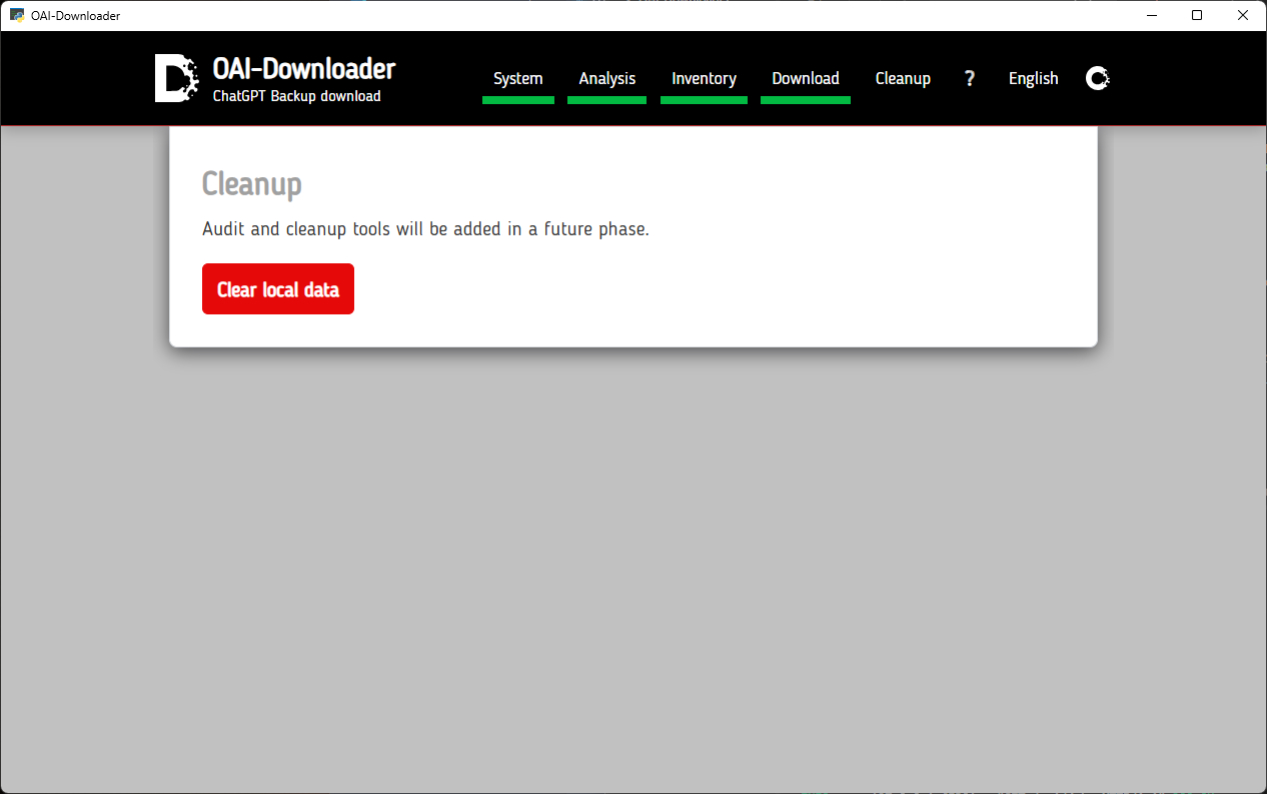 OAI-Downloader
OAI-Downloader
ChatGPT Backup download
System
Analysis
Inventory
Download
Cleanup
?
English
Cleanup
Audit and cleanup tools will be added in a future phase.
Clear local data